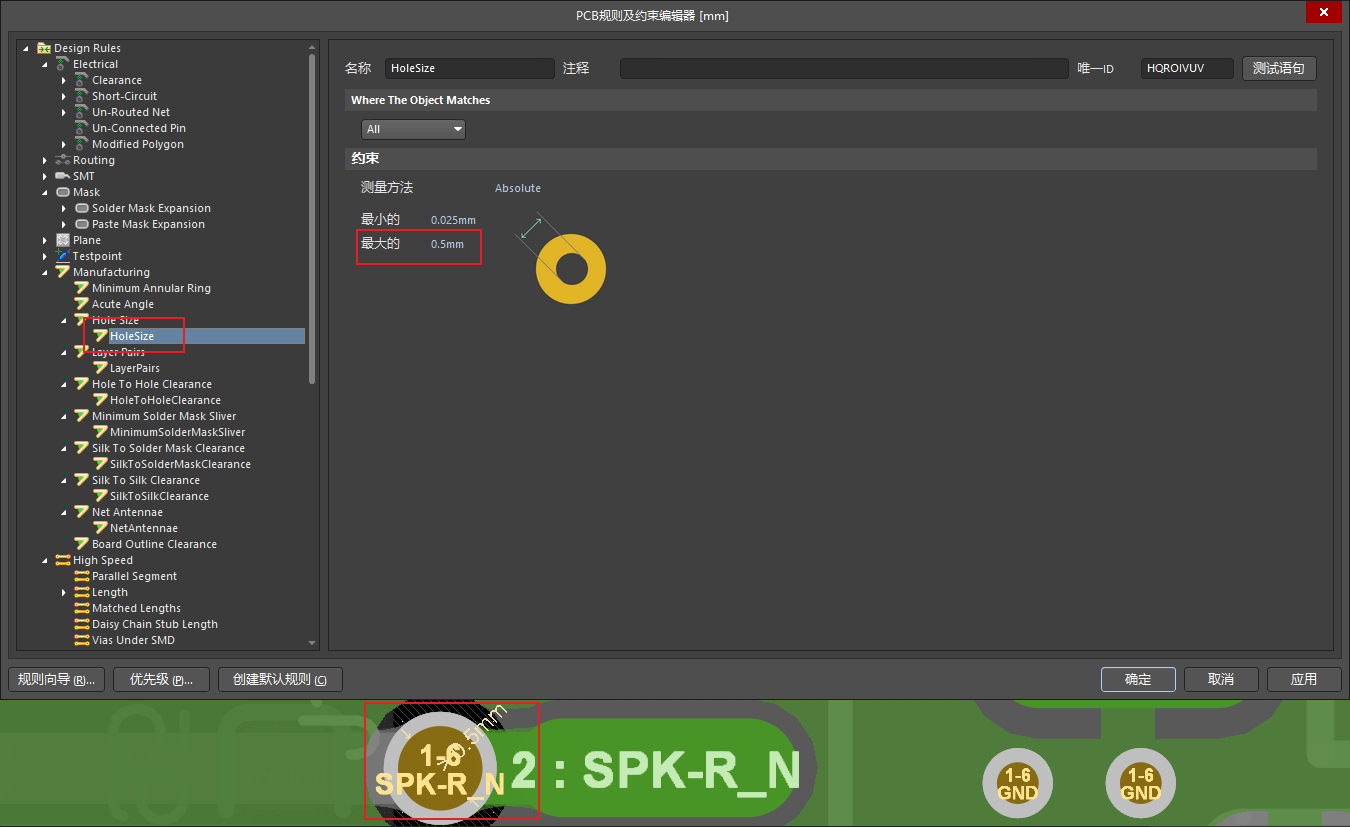 PCB规则及约束编辑器 [mm]
Design Rules
Electrical
Clearance
Short-Circuit
Un-Routed Net
Un-Connected Pin
Modified Polygon
Routing
SMT
Mask
Solder Mask Expansion
Paste Mask Expansion
Plane
Testpoint
Manufacturing
Minimum Annular Ring
Acute Angle
Hole Size
HoleSize
Layer Pairs
LayerPairs
Hole To Hole Clearance
HoleToHoleClearance
Minimum Solder Mask Sliver
MinimumSolderMaskSliver
Silk To Solder Mask Clearance
SilkToSolderMaskClearance
Silk To Silk Clearance
SilkToSilkClearance
Net Antennae
NetAntennae
Board Outline Clearance
High Speed
Parallel Segment
Length
Matched Lengths
Daisy Chain Stub Length
Vias Under SMD
名称 HoleSize 注释 唯一ID HQROIVUV 测试语句
Where The Object Matches
All
约束
测量方法 Absolute
最小的 0.025mm
最大的 0.5mm
规则向导 (R)... 优先级 (P)... 创建默认规则 (C) 确定 取消 应用
0.5mm
1-6
SPK-R_N
2 : SPK-R_N
1-6
GND
1-6
GND